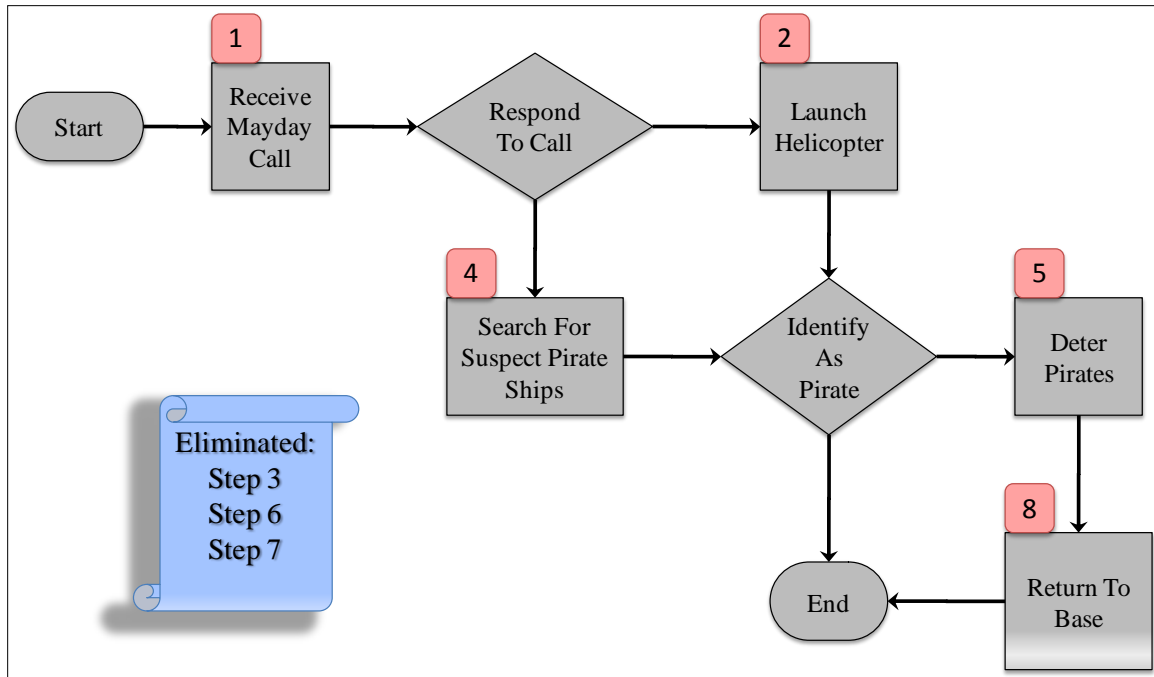 1
2
Start
Receive
Mayday
Call
Respond
To Call
Launch
Helicopter
4
5
Search For
Suspect Pirate
Ships
Identify
As
Pirate
Deter
Pirates
Eliminated:
Step 3
Step 6
Step 7
8
End
Return To
Base